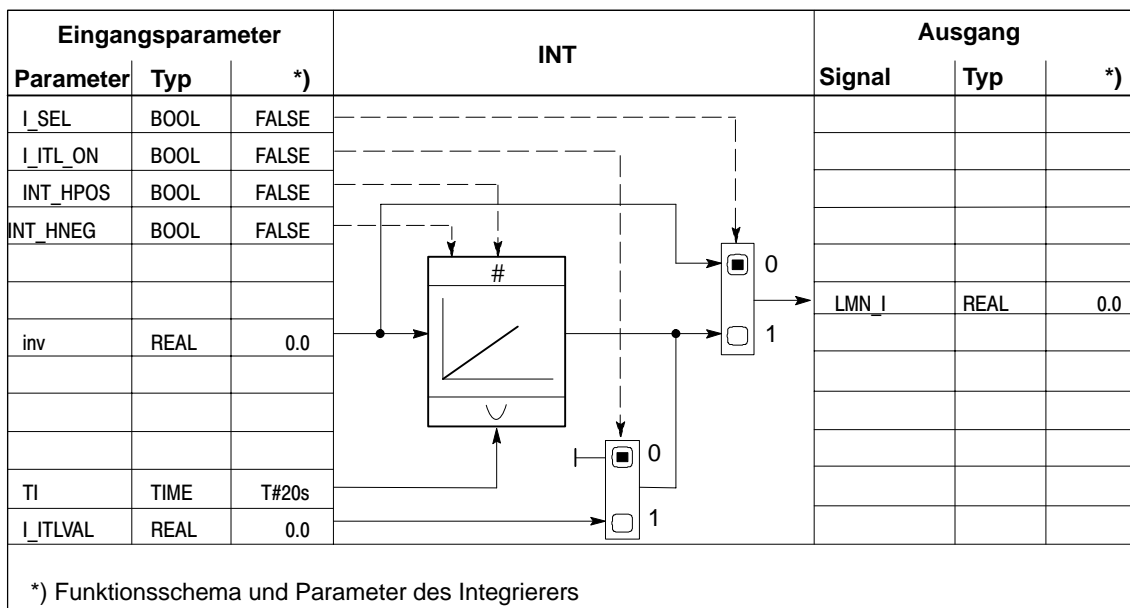 Eingangsparameter INT Ausgang
Parameter Typ *) Signal Typ *)
I_SEL BOOL FALSE
I_ITL_ON BOOL FALSE
INT_HPOS BOOL FALSE
INT_HNEG BOOL FALSE
# 0
LMN_I REAL 0.0
inv REAL 0.0 1
0
TI TIME T#20s
1
I_ITLVAL REAL 0.0
*) Funktionsschema und Parameter des Integrierers